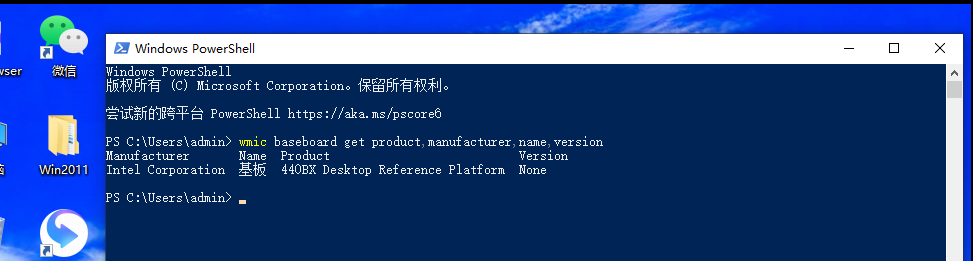 Windows PowerShell
wser
微信
Windows PowerShell
版权所有 (C) Microsoft Corporation。保留所有权利。
尝试新的跨平台 PowerShell https://aka.ms/pscore6
PS C:\Users\admin> wmic baseboard get product,manufacturer,name,version
Manufacturer Name Product Version
Intel Corporation 基板 440BX Desktop Reference Platform None
脑
Win2011
PS C:\Users\admin>